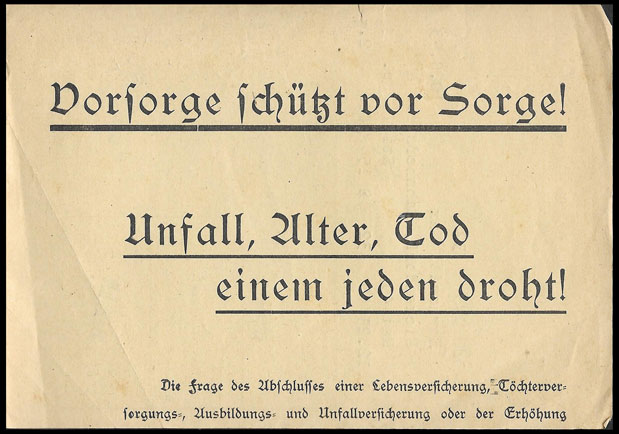 Vorsorge schützt vor Sorge!
Unfall, Alter, Tod
einem jeden droht!
Die Frage des Abschlusses einer Lebensversicherung, Töchterver-
sorgungs-, Ausbildungs- und Unfallversicherung oder der Erhöhung